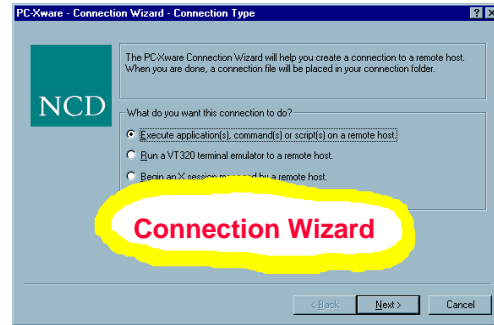 PC-Xware - Connection Wizard - Connection Type
The PC-Xware Connection Wizard will help you create a connection to a remote host.
When you are done, a connection file will be placed in your connection folder.
NCD
What do you want this connection to do?
Execute application(s), command(s) or script(s) on a remote host.
Run a VT320 terminal emulator to a remote host.
Begin an X session managed by a remote host.
Connection Wizard
< Back
Next >
Cancel